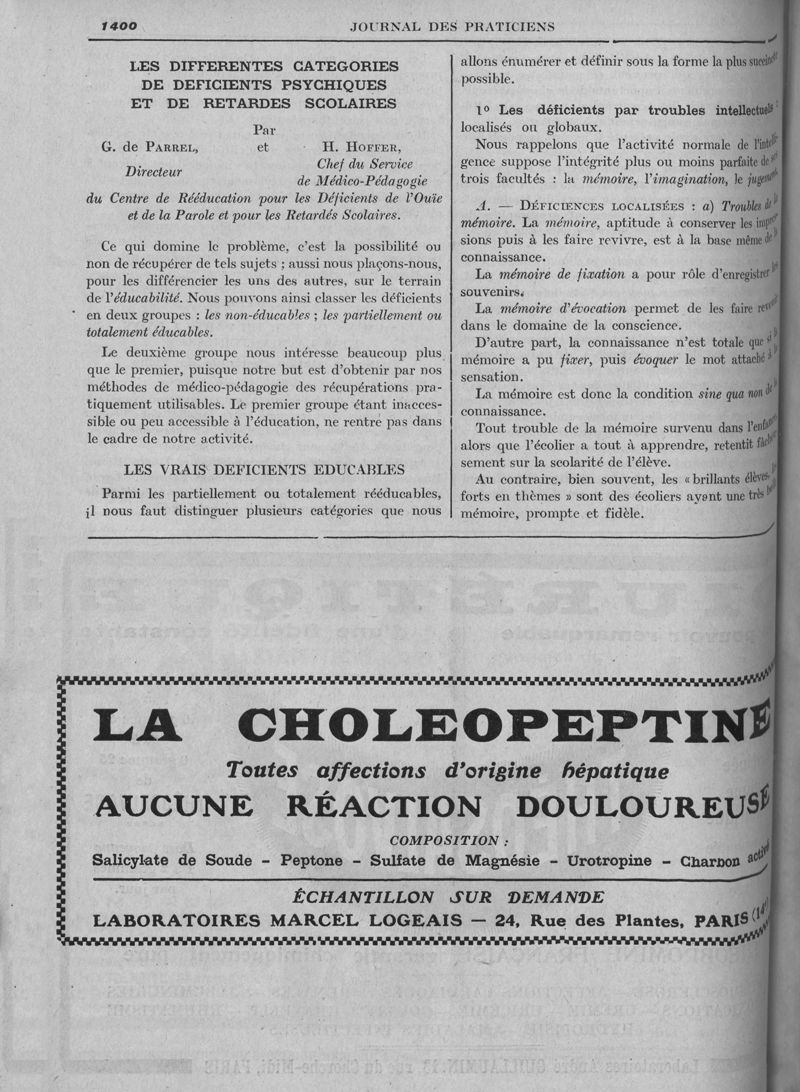 1400 JOURNAL DES PRATICIENS
LES DIFFERENTES CATEGORIES
DE DEFICIENTS PSYCHIQUES
ET DE RETARDES SCOLAIRES
Par
G. de PARREL, et H. HOFFER,
Directeur
Chef du Service
de Médico-Pédagogie
du Centre de Rééducation pour les Déficients de l'Ouïe
et de la Parole et pour les Retardés Scolaires.
Ce qui domine le problème, c'est la possibilité ou
non de récupérer de tels sujets ; aussi nous plaçons-nous,
pour les différencier les uns des autres, sur le terrain
de l'éducabilité. Nous pouvons ainsi classer les déficients
en deux groupes : les non-éducables ; les partiellement ou
totalement éducables.
Le deuxième groupe nous intéresse beaucoup plus
que le premier, puisque notre but est d'obtenir par nos
méthodes de médico-pédagogie des récupérations pra-
tiquement utilisables. Le premier groupe étant inacces-
sible ou peu accessible à l'éducation, ne rentre pas dans
le cadre de notre activité.
LES VRAIS DEFICIENTS EDUCABLES
Parmi les partiellement ou totalement rééducables,
il nous faut distinguer plusieurs catégories que nous
allons énumérer et définir sous la forme la plus succincte
possible.
1º Les déficients par troubles intellectuels
localisés ou globaux.
Nous rappelons que l'activité normale de l'intelli-
gence suppose l'intégrité plus ou moins parfaite de ses
trois facultés : la mémoire, l'imagination, le jugement.
A. — DÉFICIENCES LOCALISÉES : a) Troubles de la
mémoire. La mémoire, aptitude à conserver les impres-
sions puis à les faire revivre, est à la base même de la
connaissance.
La mémoire de fixation a pour rôle d'enregistrer les
souvenirs.
La mémoire d'évocation permet de les faire revivre
dans le domaine de la conscience.
D'autre part, la connaissance n'est totale que si la
mémoire a pu fixer, puis évoquer le mot attaché à la
sensation.
La mémoire est donc la condition sine qua non de la
connaissance.
Tout trouble de la mémoire survenu dans l'enfance
alors que l'écolier a tout à apprendre, retentit fâcheu-
sement sur la scolarité de l'élève.
Au contraire, bien souvent, les « brillants élèves
forts en thèmes » sont des écoliers ayant une très
mémoire, prompte et fidèle.
LA CHOLEOPEPTINE
Toutes affections d'origine hépatique
AUCUNE RÉACTION DOULOUREUSE
COMPOSITION :
Salicylate de Soude - Peptone - Sulfate de Magnésie - Urotropine - Charbon activé
ÉCHANTILLON SUR DEMANDE
LABORATOIRES MARCEL LOGEAIS — 24, Rue des Plantes, PARIS (14